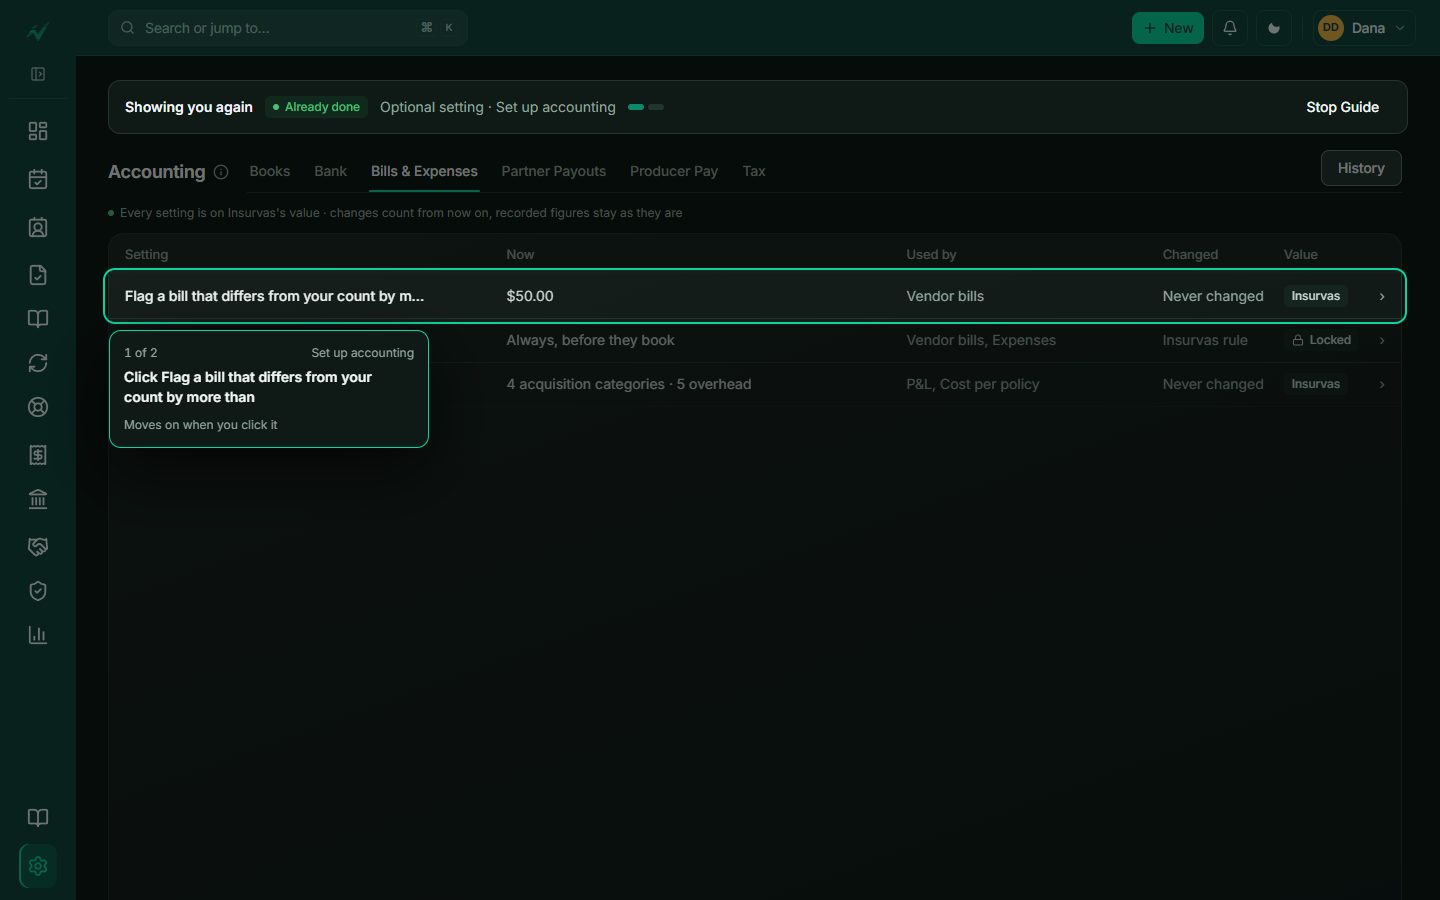 Search or jump to...
⌘ K
+ New
DD
Dana
Showing you again
Already done
Optional setting · Set up accounting
Stop Guide
Accounting
Books
Bank
Bills & Expenses
Partner Payouts
Producer Pay
Tax
History
Every setting is on Insurvas's value · changes count from now on, recorded figures stay as they are
Setting
Now
Used by
Changed
Value
Flag a bill that differs from your count by m...
$50.00
Vendor bills
Never changed
Insurvas
Always, before they book
Vendor bills, Expenses
Insurvas rule
Locked
4 acquisition categories · 5 overhead
P&L, Cost per policy
Never changed
Insurvas
1 of 2
Set up accounting
Click Flag a bill that differs from your
count by more than
Moves on when you click it